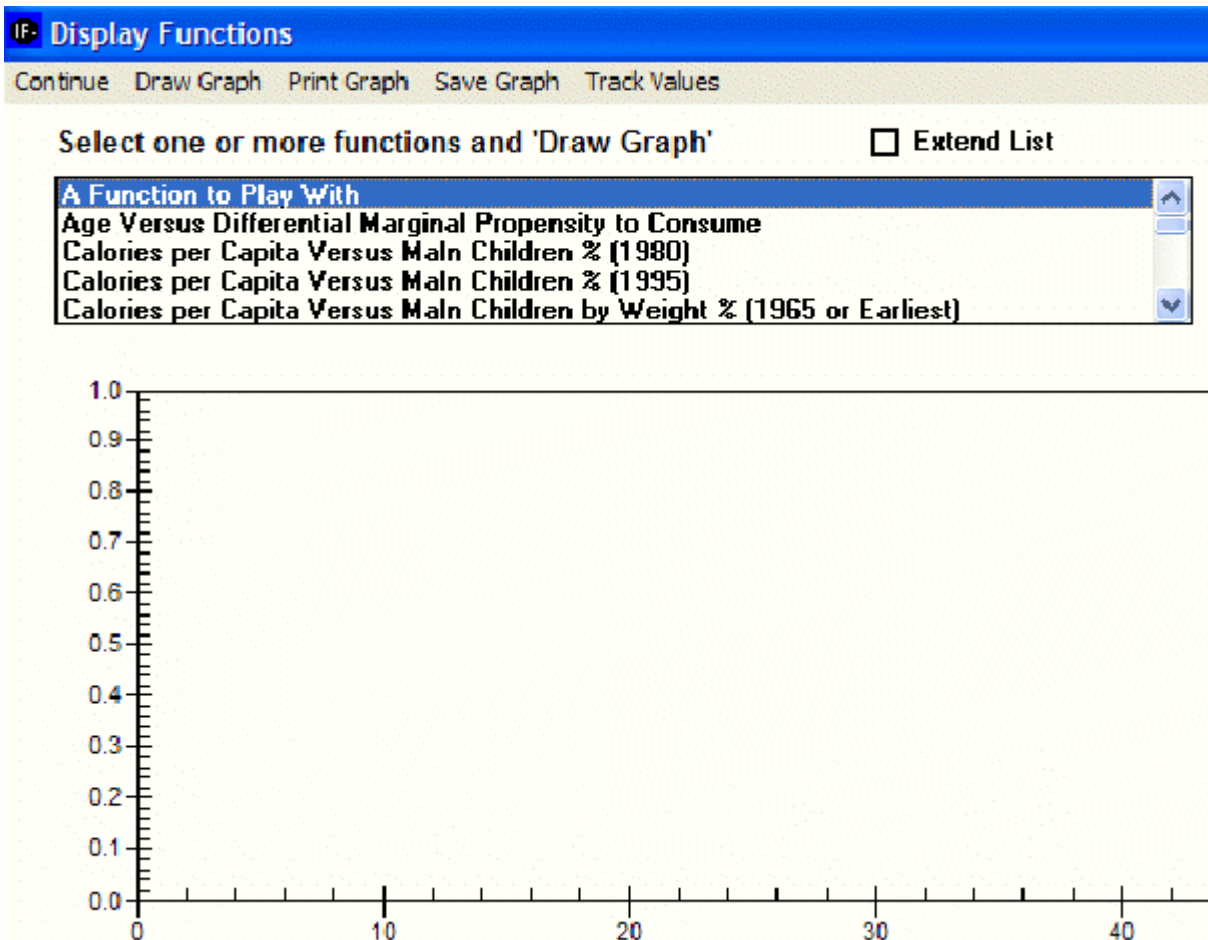 IF- Display Functions
Continue Draw Graph Print Graph Save Graph Track Values
Select one or more functions and 'Draw Graph' Extend List
A Function to Play With
Age Versus Differential Marginal Propensity to Consume
Calories per Capita Versus Maln Children % (1980)
Calories per Capita Versus Maln Children % (1995)
Calories per Capita Versus Maln Children by Weight % (1965 or Earliest)
1.0
0.9
0.8
0.7
0.6
0.5
0.4
0.3
0.2
0.1
0.0
0 10 20 30 40